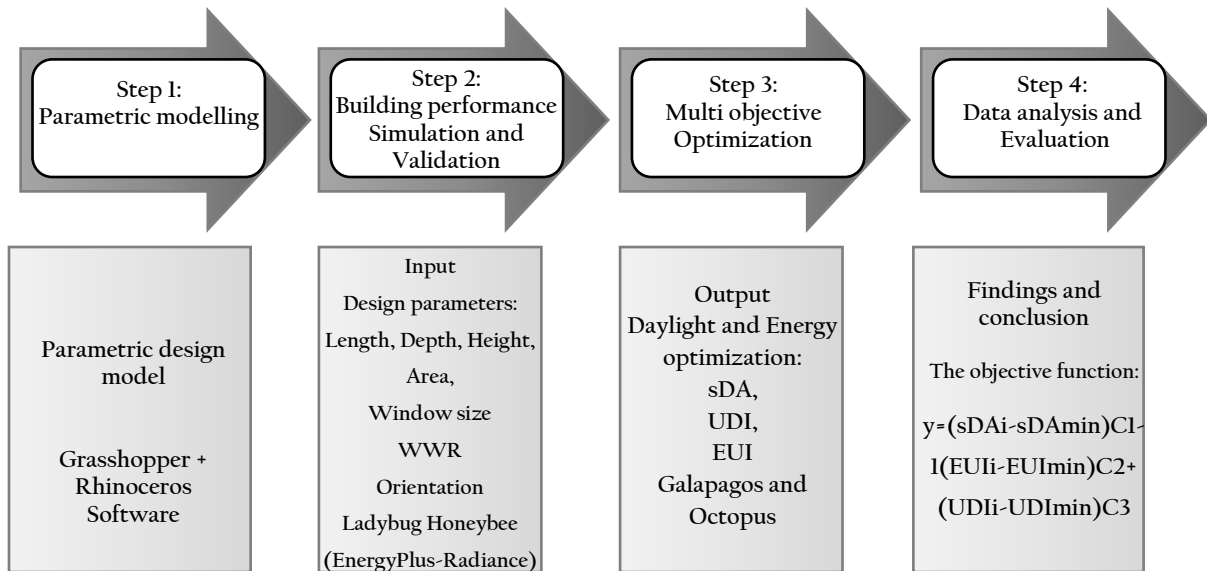 Step 1:
Parametric modelling
Step 2:
Building performance
Simulation and
Validation
Step 3:
Multi objective
Optimization
Step 4:
Data analysis and
Evaluation
Parametric design
model
Grasshopper +
Rhinoceros
Software
Input
Design parameters:
Length, Depth, Height,
Area,
Window size
WWR
Orientation
Ladybug Honeybee
(EnergyPlus-Radiance)
Output
Daylight and Energy
optimization:
sDA,
UDI,
EUI
Galapagos and
Octopus
Findings and
conclusion
The objective function:
y=(sDAi-sDAmin)C1-
1(EUIi-EUImin)C2+
(UDIi-UDImin)C3